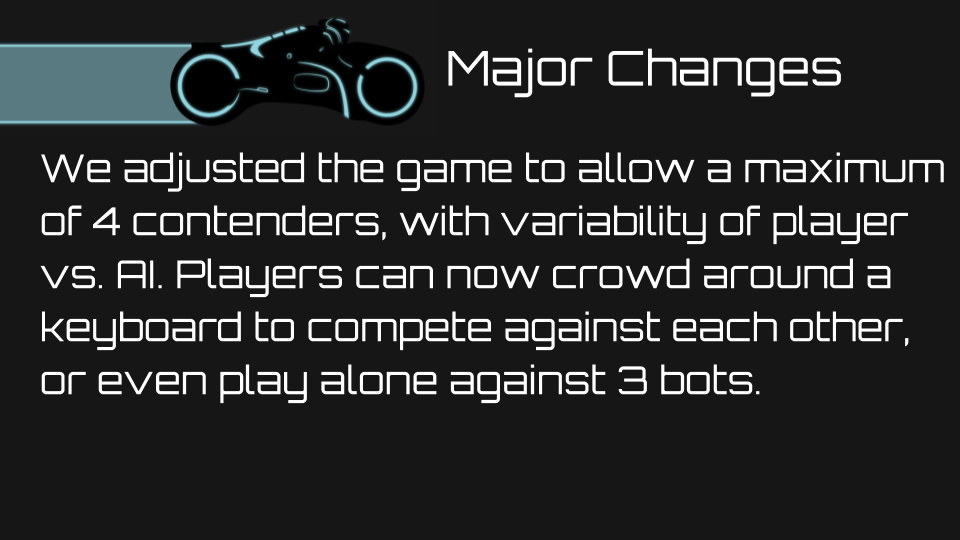 Major Changes
We adjusted the game to allow a maximum
of 4 contenders, with variability of player
vs. AI. Players can now crowd around a
keyboard to compete against each other,
or even play alone against 3 bots.